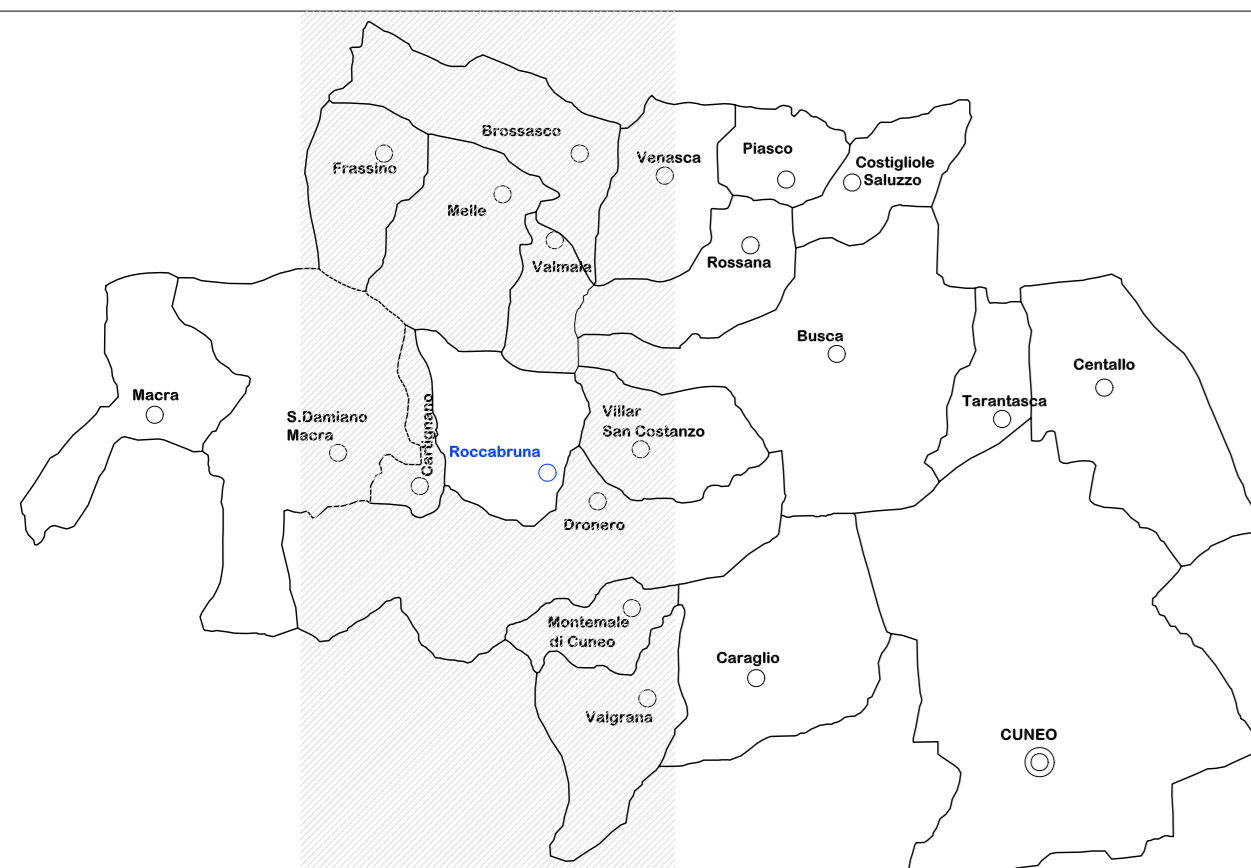 Brossasco
Frassino
Venasca
Piasco
Costigliole
Saluzzo
Melle
Valmala
Rossana
Busca
Centallo
Macra
Tarantasca
S.Damiano
Macra
Cartignano
Villar
San Costanzo
Roccabruna
Dronero
Montemale
di Cuneo
Caraglio
Valgrana
CUNEO